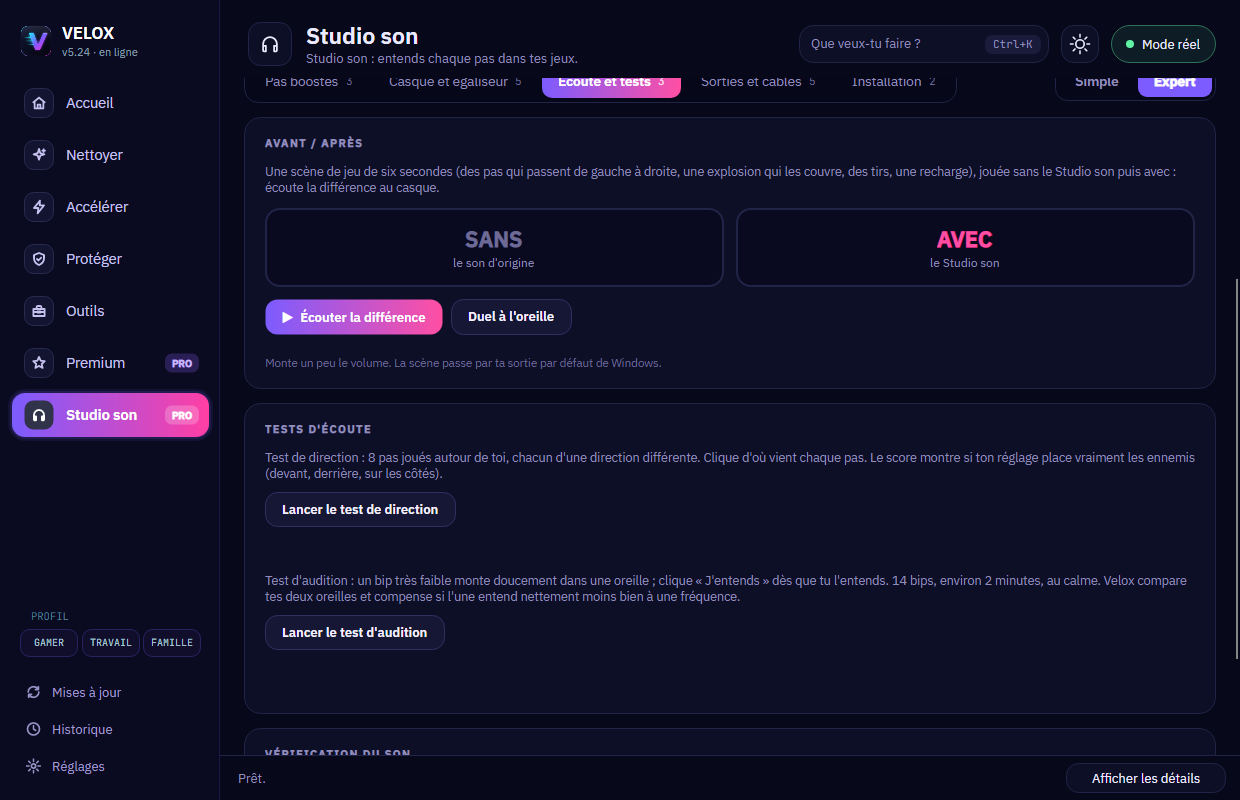 VELOX
v5.24 · en ligne
Accueil
Nettoyer
Accélérer
Protéger
Outils
Premium PRO
Studio son PRO
PROFIL
GAMER TRAVAIL FAMILLE
Mises à jour
Historique
Réglages
Studio son
Studio son : entends chaque pas dans tes jeux.
Que veux-tu faire ? Ctrl+K
Mode réel
Pas boostés 3 Casque et égaliseur 5 Écoute et tests 3 Sorties et câbles 5 Installation 2 Simple Expert
AVANT / APRÈS
Une scène de jeu de six secondes (des pas qui passent de gauche à droite, une explosion qui les couvre, des tirs, une recharge), jouée sans le Studio son puis avec :
écoute la différence au casque.
SANS
le son d'origine
AVEC
le Studio son
Écouter la différence Duel à l'oreille
Monte un peu le volume. La scène passe par ta sortie par défaut de Windows.
TESTS D'ÉCOUTE
Test de direction : 8 pas joués autour de toi, chacun d'une direction différente. Clique d'où vient chaque pas. Le score montre si ton réglage place vraiment les ennemis
(devant, derrière, sur les côtés).
Lancer le test de direction
Test d'audition : un bip très faible monte doucement dans une oreille ; clique « J'entends » dès que tu l'entends. 14 bips, environ 2 minutes, au calme. Velox compare
tes deux oreilles et compense si l'une entend nettement moins bien à une fréquence.
Lancer le test d'audition
VÉRIFICATION DU SON
Prêt.
Afficher les détails